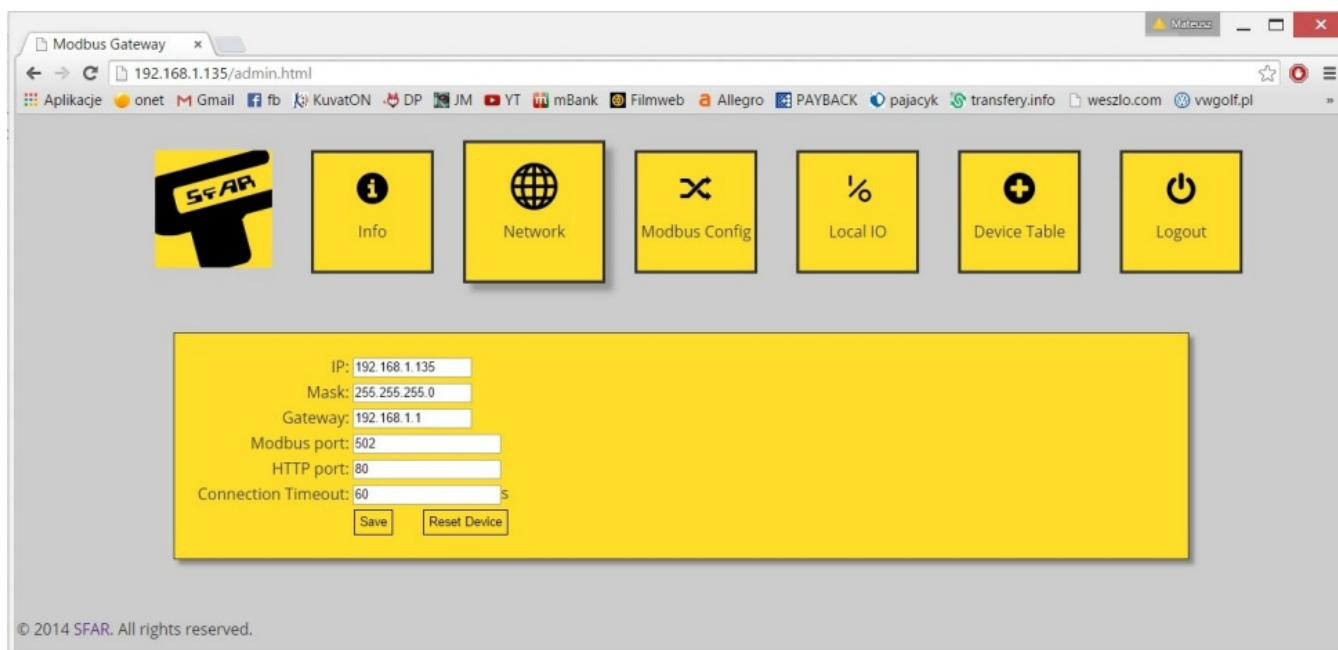 Mateusz
Modbus Gateway
192.168.1.135/admin.html
Aplikacje onet Gmail fb KuvatON DP JM YT mBank Filmweb Allegro PAYBACK pajacyk transfery.info weszlo.com vwgolf.pl »
SFAR
Info
Network
Modbus Config
Local IO
Device Table
Logout
IP: 192.168.1.135
Mask: 255.255.255.0
Gateway: 192.168.1.1
Modbus port: 502
HTTP port: 80
Connection Timeout: 60 s
Save Reset Device
© 2014 SFAR. All rights reserved.